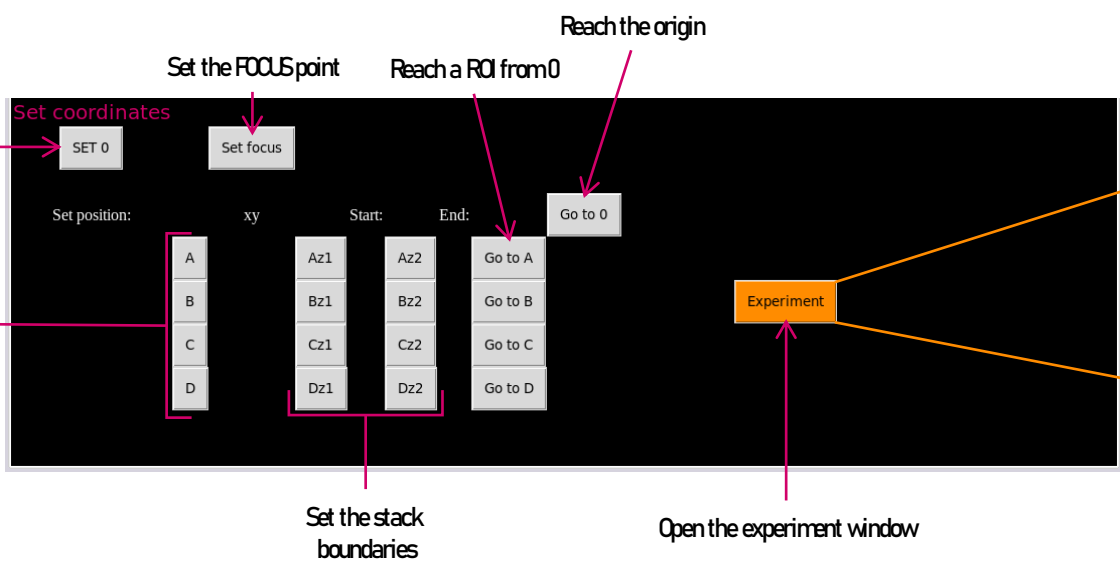 Reach the origin
Set the FOCUS point
Reach a ROI from 0
Set coordinates
SET 0
Set focus
Set position:
xy
Start:
End:
Go to 0
A
Az1
Az2
Go to A
B
Bz1
Bz2
Go to B
Experiment
C
Cz1
Cz2
Go to C
D
Dz1
Dz2
Go to D
Set the stack
boundaries
Open the experiment window